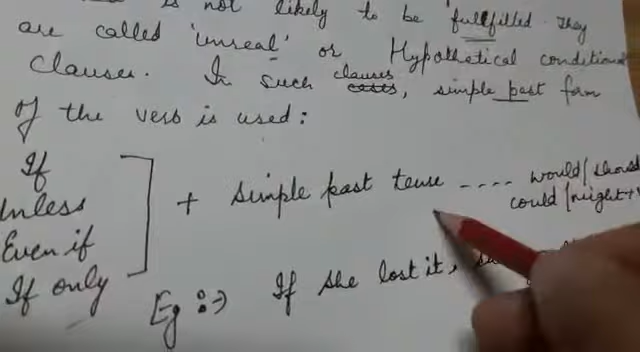 is not likely to be fullfilled. They
are called 'unreal' or Hypothetical conditional
Clauses. In such clauses, simple past form
of the verb is used:
If
Unless
Even if
If only
+ simple past tense .... would/should
could/might+
Eg :-> If she lost it,